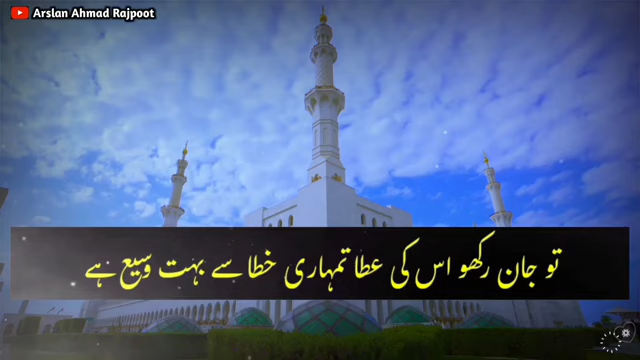 Arslan Ahmad Rajpoot
تو جان رکھو اس کی عطا تمہاری خطا سے بہت وسیع ہے